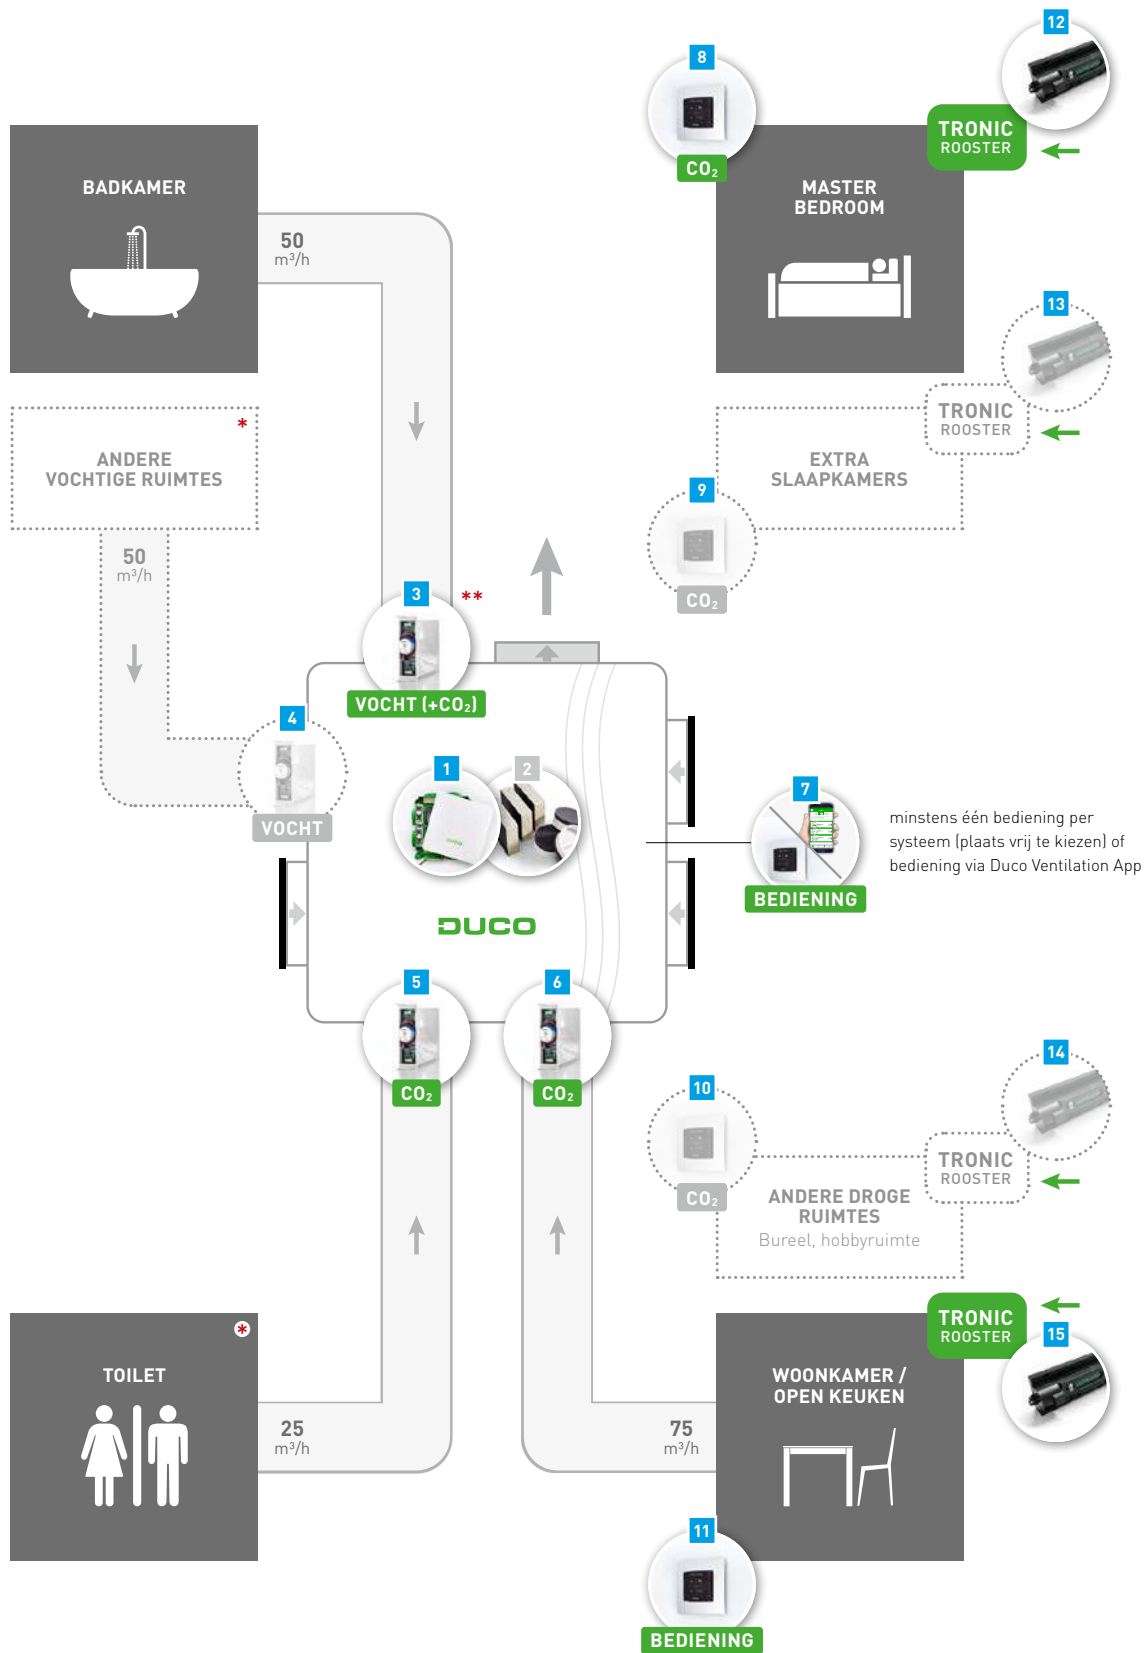 12
8
TRONIC
ROOSTER
CO₂
BADKAMER
MASTER
BEDROOM
50
m³/h
13
*
TRONIC
ROOSTER
ANDERE
VOCHTIGE RUIMTES
EXTRA
SLAAPKAMERS
9
50
m³/h
CO₂
3
**
VOCHT (+CO₂)
4
VOCHT
1
2
7
minstens één bediening per
systeem (plaats vrij te kiezen) of
bediening via Duco Ventilation App
BEDIENING
DUCO
5
6
CO₂
CO₂
14
10
TRONIC
ROOSTER
CO₂
ANDERE DROGE
RUIMTES
Bureel, hobbyruimte
TRONIC
ROOSTER
15
*
TOILET
WOONKAMER /
OPEN KEUKEN
25
m³/h
75
m³/h
11
BEDIENING